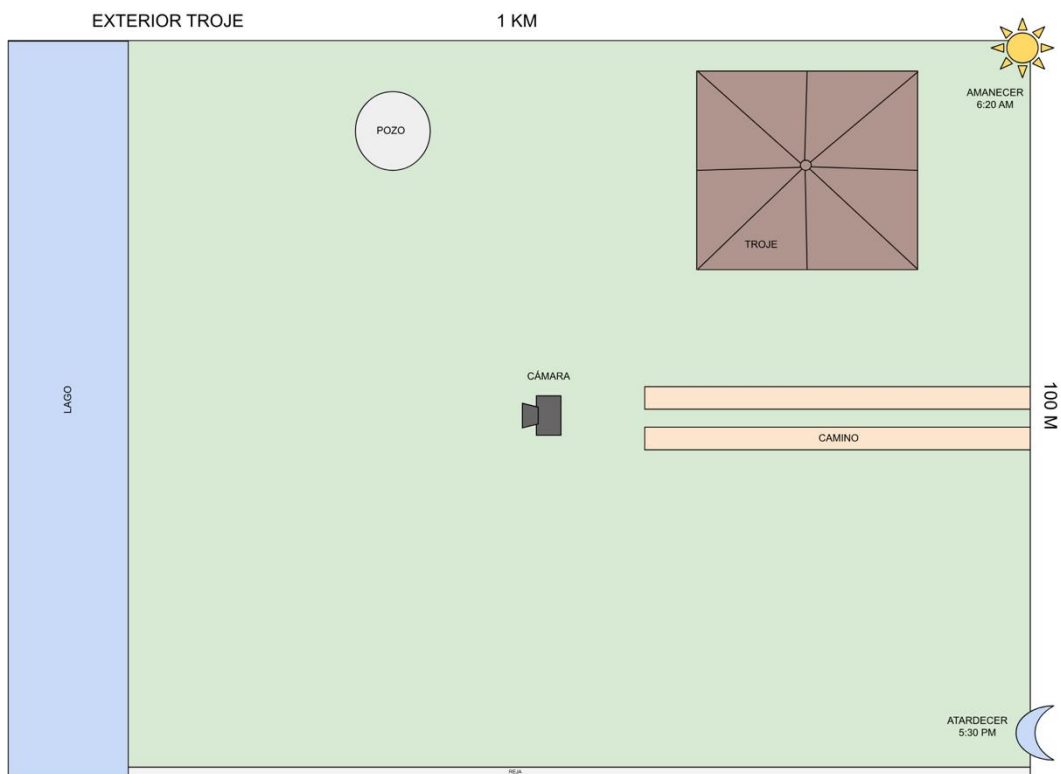 EXTERIOR TROJE
1 KM
AMANECER
6:20 AM
POZO
TROJE
CÁMARA
LAGO
100 M
CAMINO
ATARDECER
5:30 PM
REJA